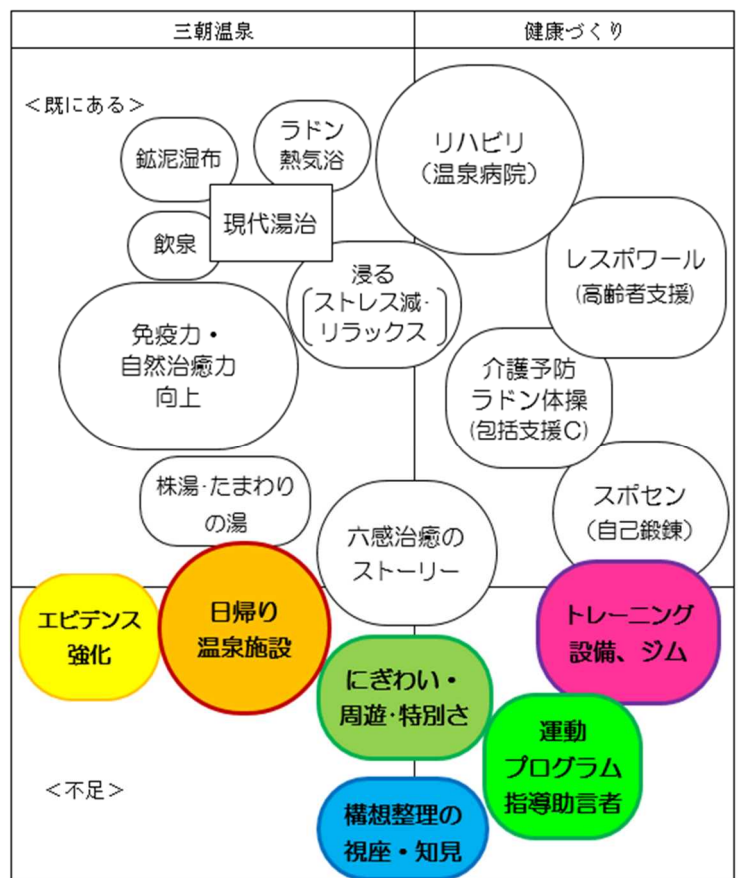 三朝温泉
健康づくり
<既にある>
鉱泥湿布
ラドン
熱気浴
現代湯治
飲泉
浸る
ストレス減・
リラックス
免疫力・
自然治癒力
向上
株湯・たまわり
の湯
六感治癒の
ストーリー
リハビリ
(温泉病院)
レスポワール
(高齢者支援)
介護予防
ラドン体操
(包括支援C)
スポセン
(自己鍛錬)
エビデンス
強化
日帰り
温泉施設
にぎわい・
周遊・特別さ
トレーニング
設備、ジム
運動
プログラム
指導助言者
構想整理の
視座・知見
<不足>